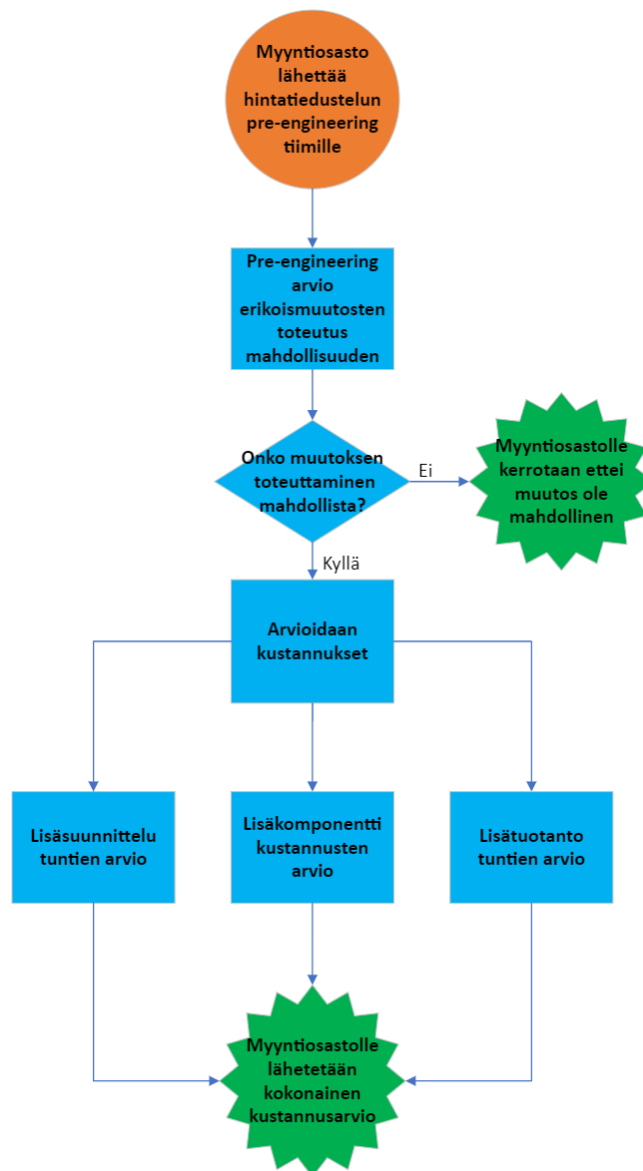 Myyntiosasto
lähettää
hintatiedustelun
pre-engineering
tiimille
Pre-engineering
arvio
erikoismuutosten
toteutus
mahdollisuuden
Onko muutoksen
toteuttaminen
mahdollista?
Ei
Myyntiosastolle
kerrotaan ettei
muutos ole
mahdollinen
Kyllä
Arvioidaan
kustannukset
Lisäsuunnittelu
tuntien arvio
Lisäkomponentti
kustannusten
arvio
Lisätuotanto
tuntien arvio
Myyntiosastolle
lähetetään
kokonainen
kustannusarvio